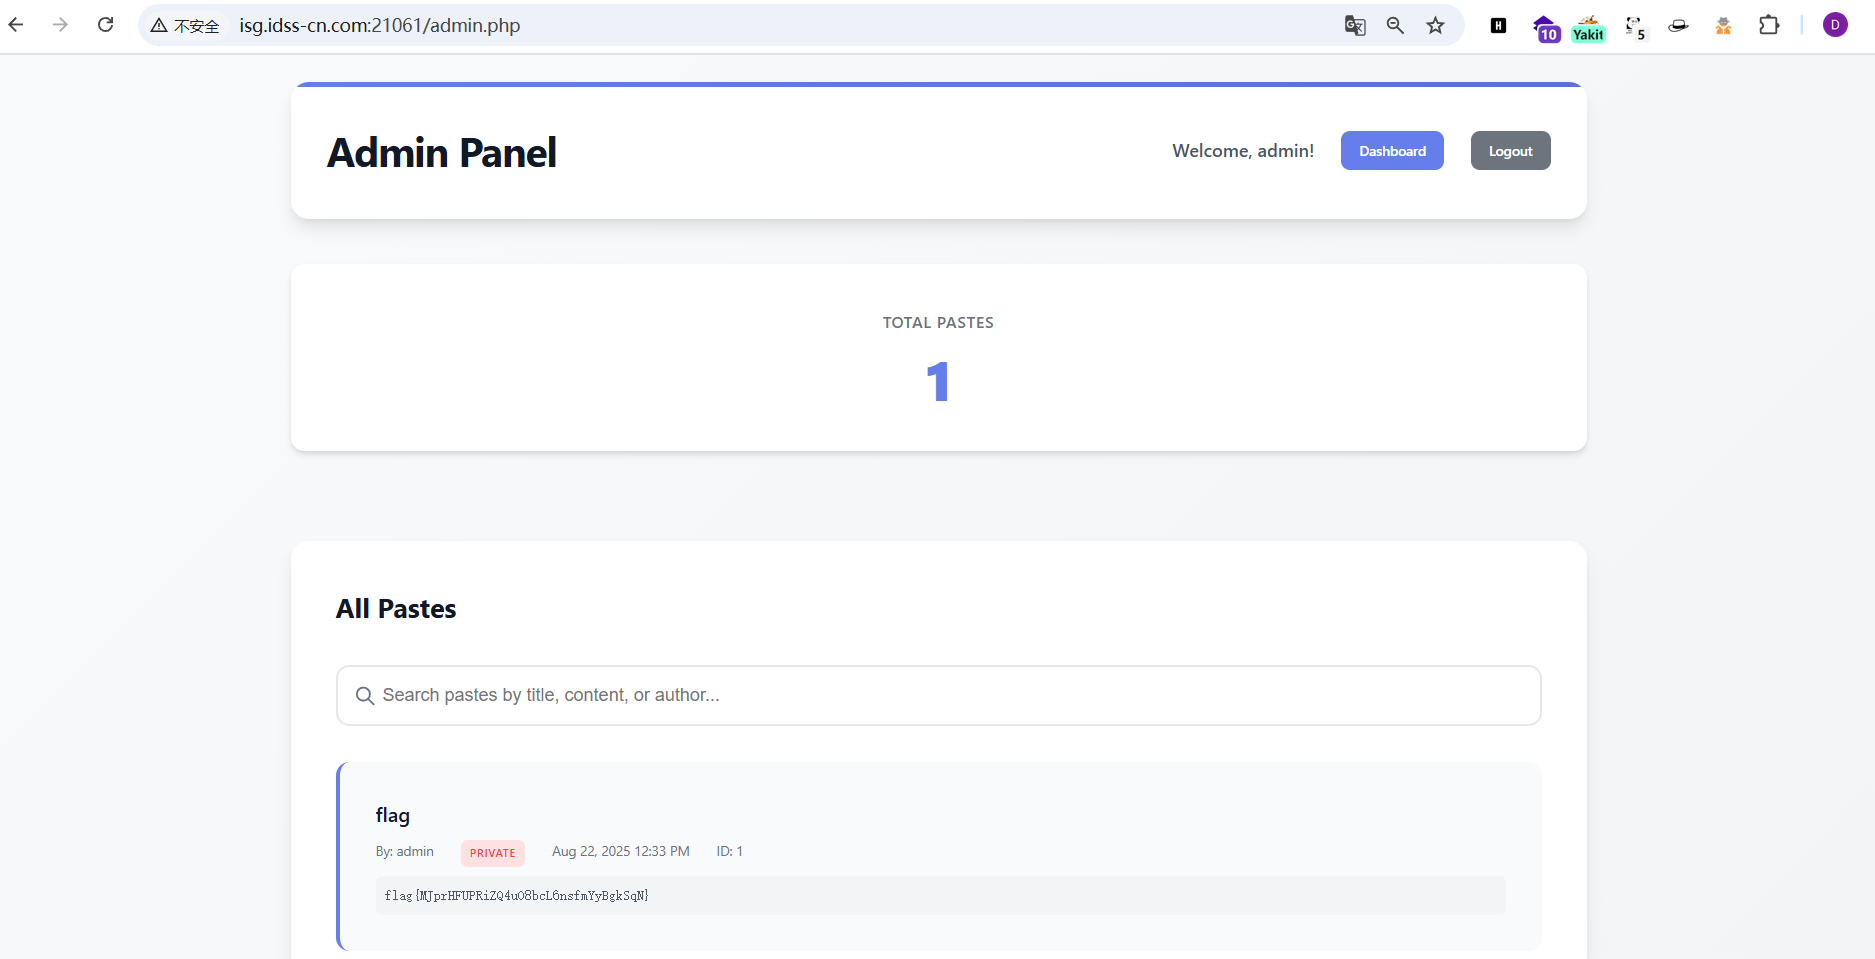 不安全 isg.idss-cn.com:21061/admin.php
H 10 Yakit 5 D
Admin Panel
Welcome, admin! Dashboard Logout
TOTAL PASTES
1
All Pastes
Search pastes by title, content, or author...
flag
By: admin PRIVATE Aug 22, 2025 12:33 PM ID: 1
flag{MJprHFUPRiZQ4uO8bcL6nsfmYyBgkSqN}